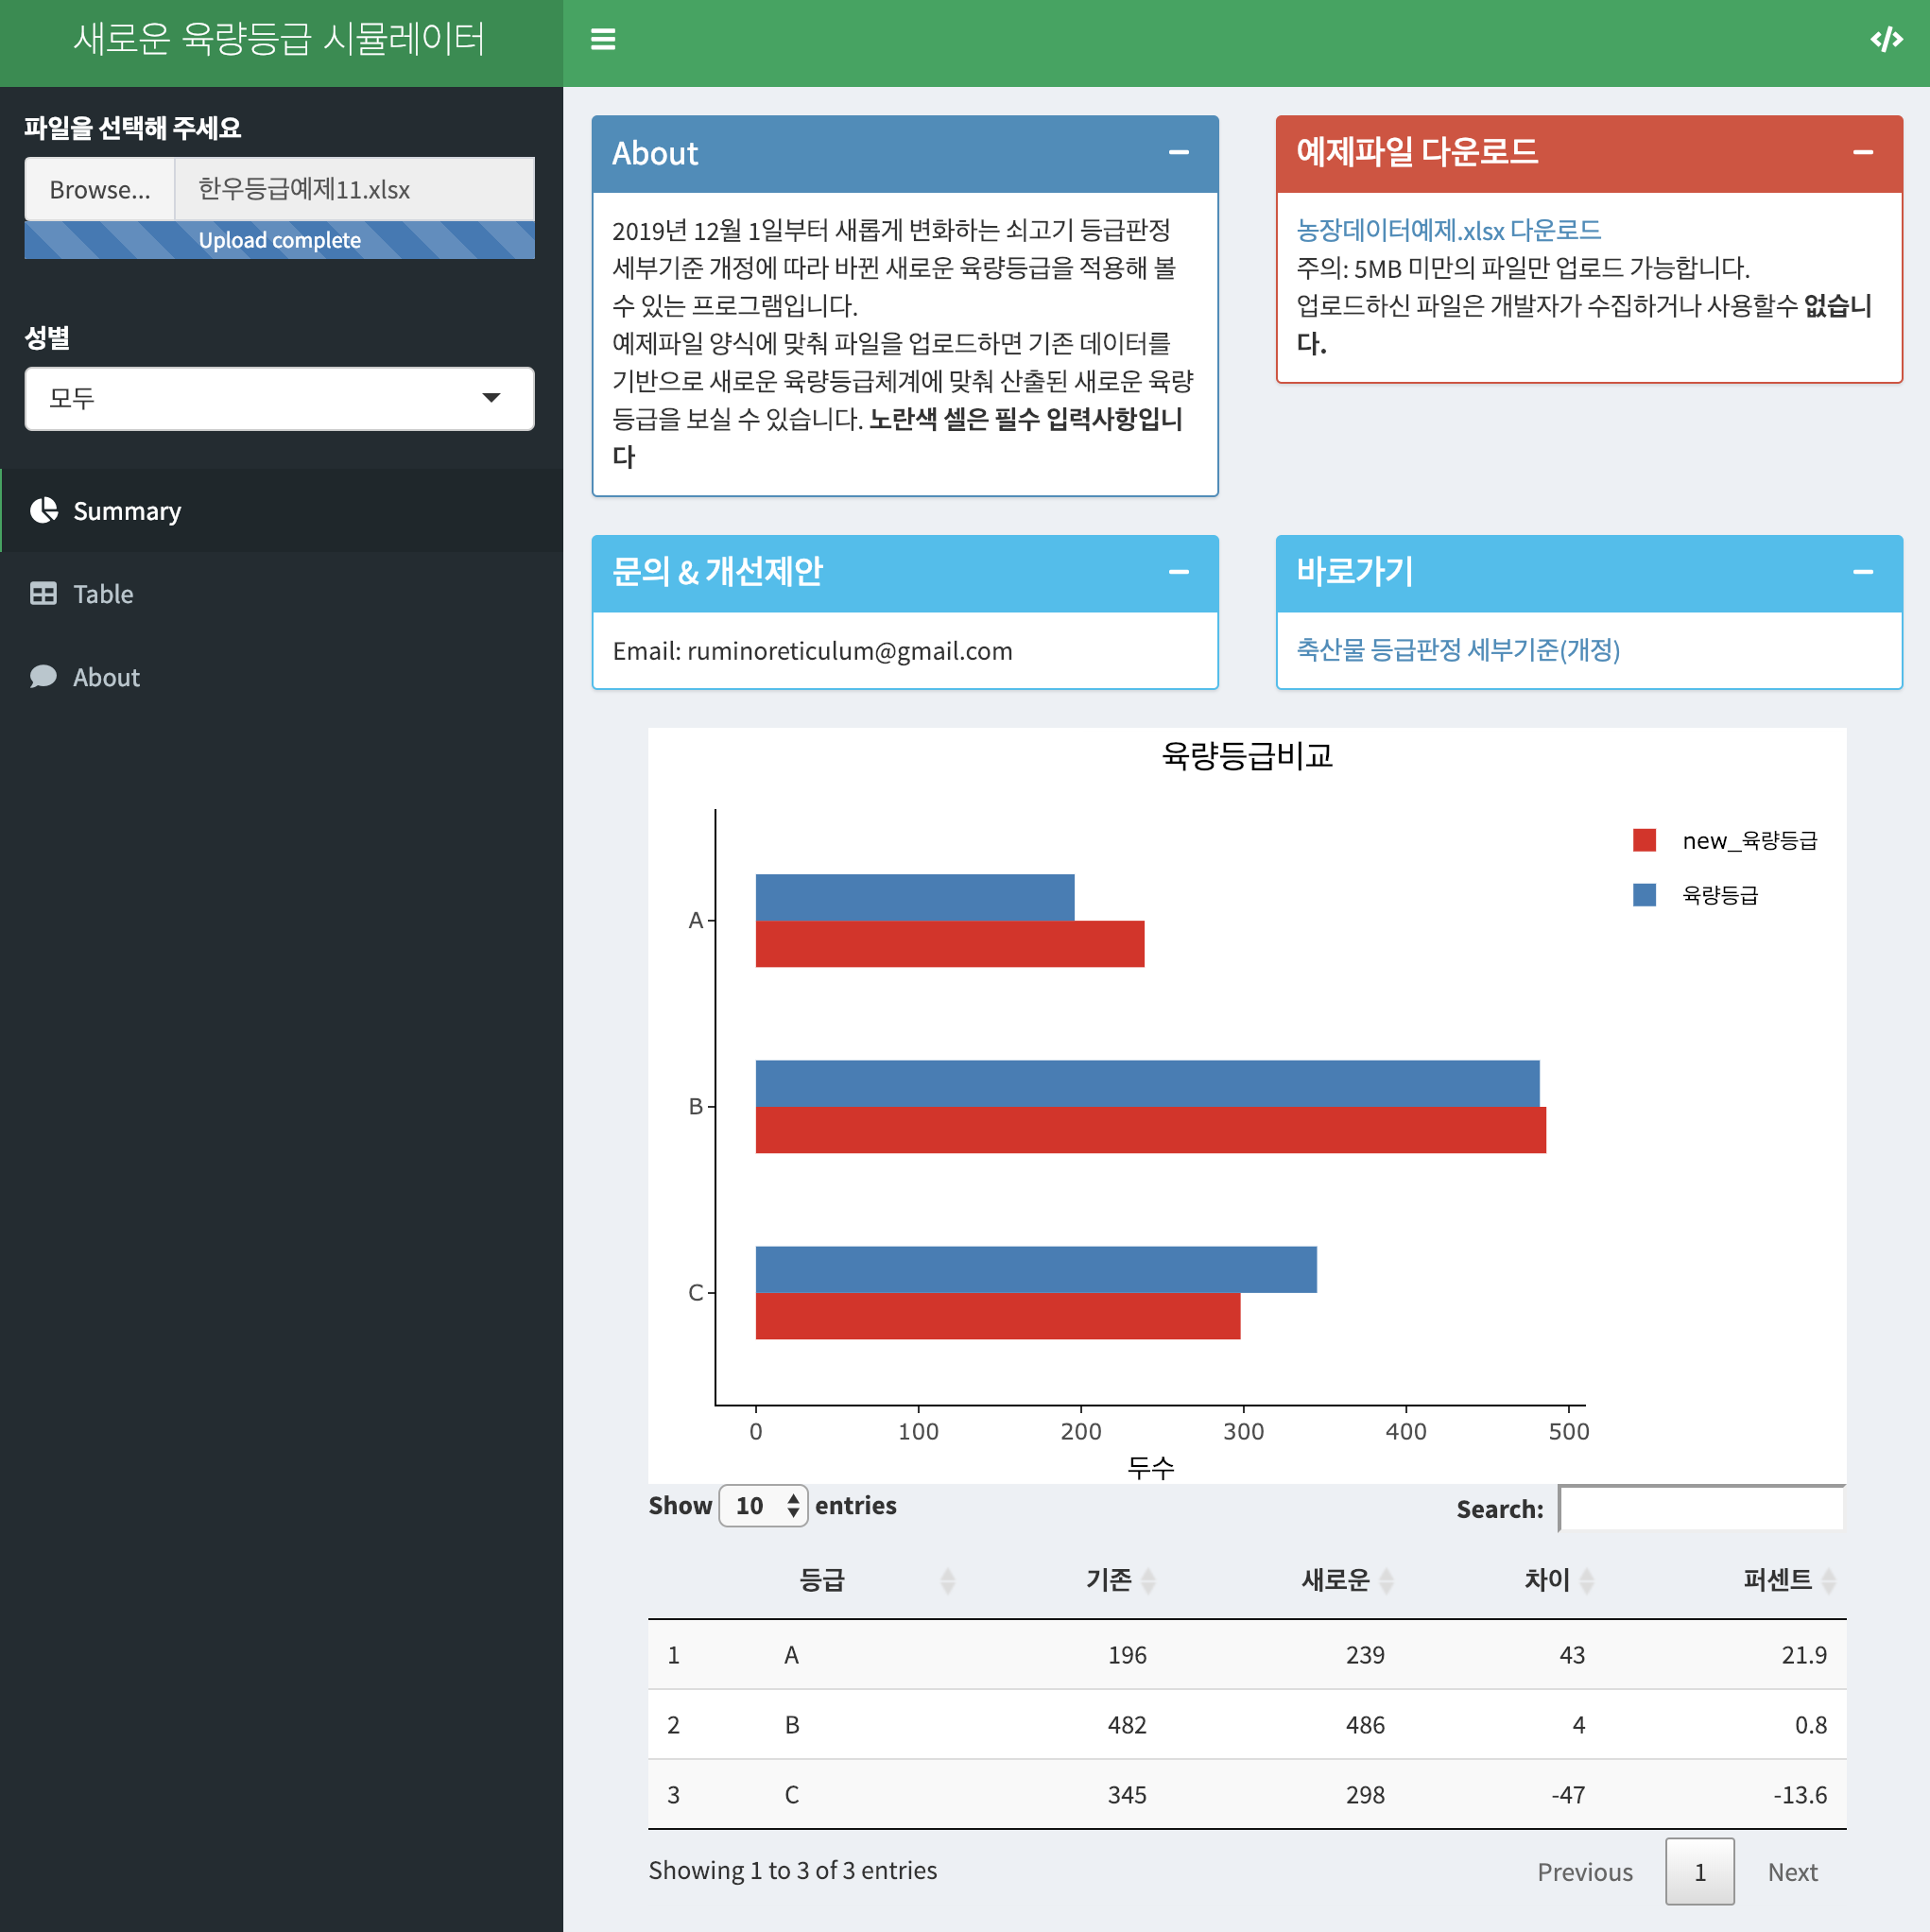 새로운 육량등급 시뮬레이터
파일을 선택해 주세요
Browse... 한우등급예제11.xlsx
Upload complete
성별
모두
Summary
Table
About
About
2019년 12월 1일부터 새롭게 변화하는 쇠고기 등급판정
세부기준 개정에 따라 바뀐 새로운 육량등급을 적용해 볼
수 있는 프로그램입니다.
예제파일 양식에 맞춰 파일을 업로드하면 기존 데이터를
기반으로 새로운 육량등급체계에 맞춰 산출된 새로운 육량
등급을 보실 수 있습니다. 노란색 셀은 필수 입력사항입니
다
예제파일 다운로드
농장데이터예제.xlsx 다운로드
주의: 5MB 미만의 파일만 업로드 가능합니다.
업로드하신 파일은 개발자가 수집하거나 사용할수 없습니
다.
문의 & 개선제안
Email: ruminoreticulum@gmail.com
바로가기
축산물 등급판정 세부기준(개정)
육량등급비교
new_육량등급
육량등급
A
B
C
0 100 200 300 400 500
두수
Show 10 entries Search:
등급 기존 새로운 차이 퍼센트
1 A 196 239 43 21.9
2 B 482 486 4 0.8
3 C 345 298 -47 -13.6
Showing 1 to 3 of 3 entries Previous 1 Next